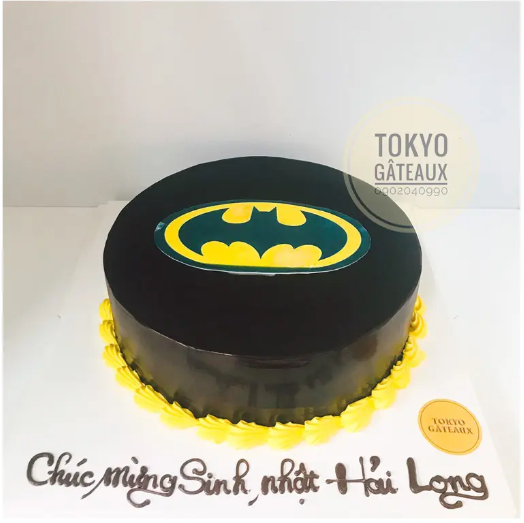 TOKYO
GÂTEAUX
0902040990
TOKYO
GÂTEAUX
Chúc mừng Sinh nhật Hải Long